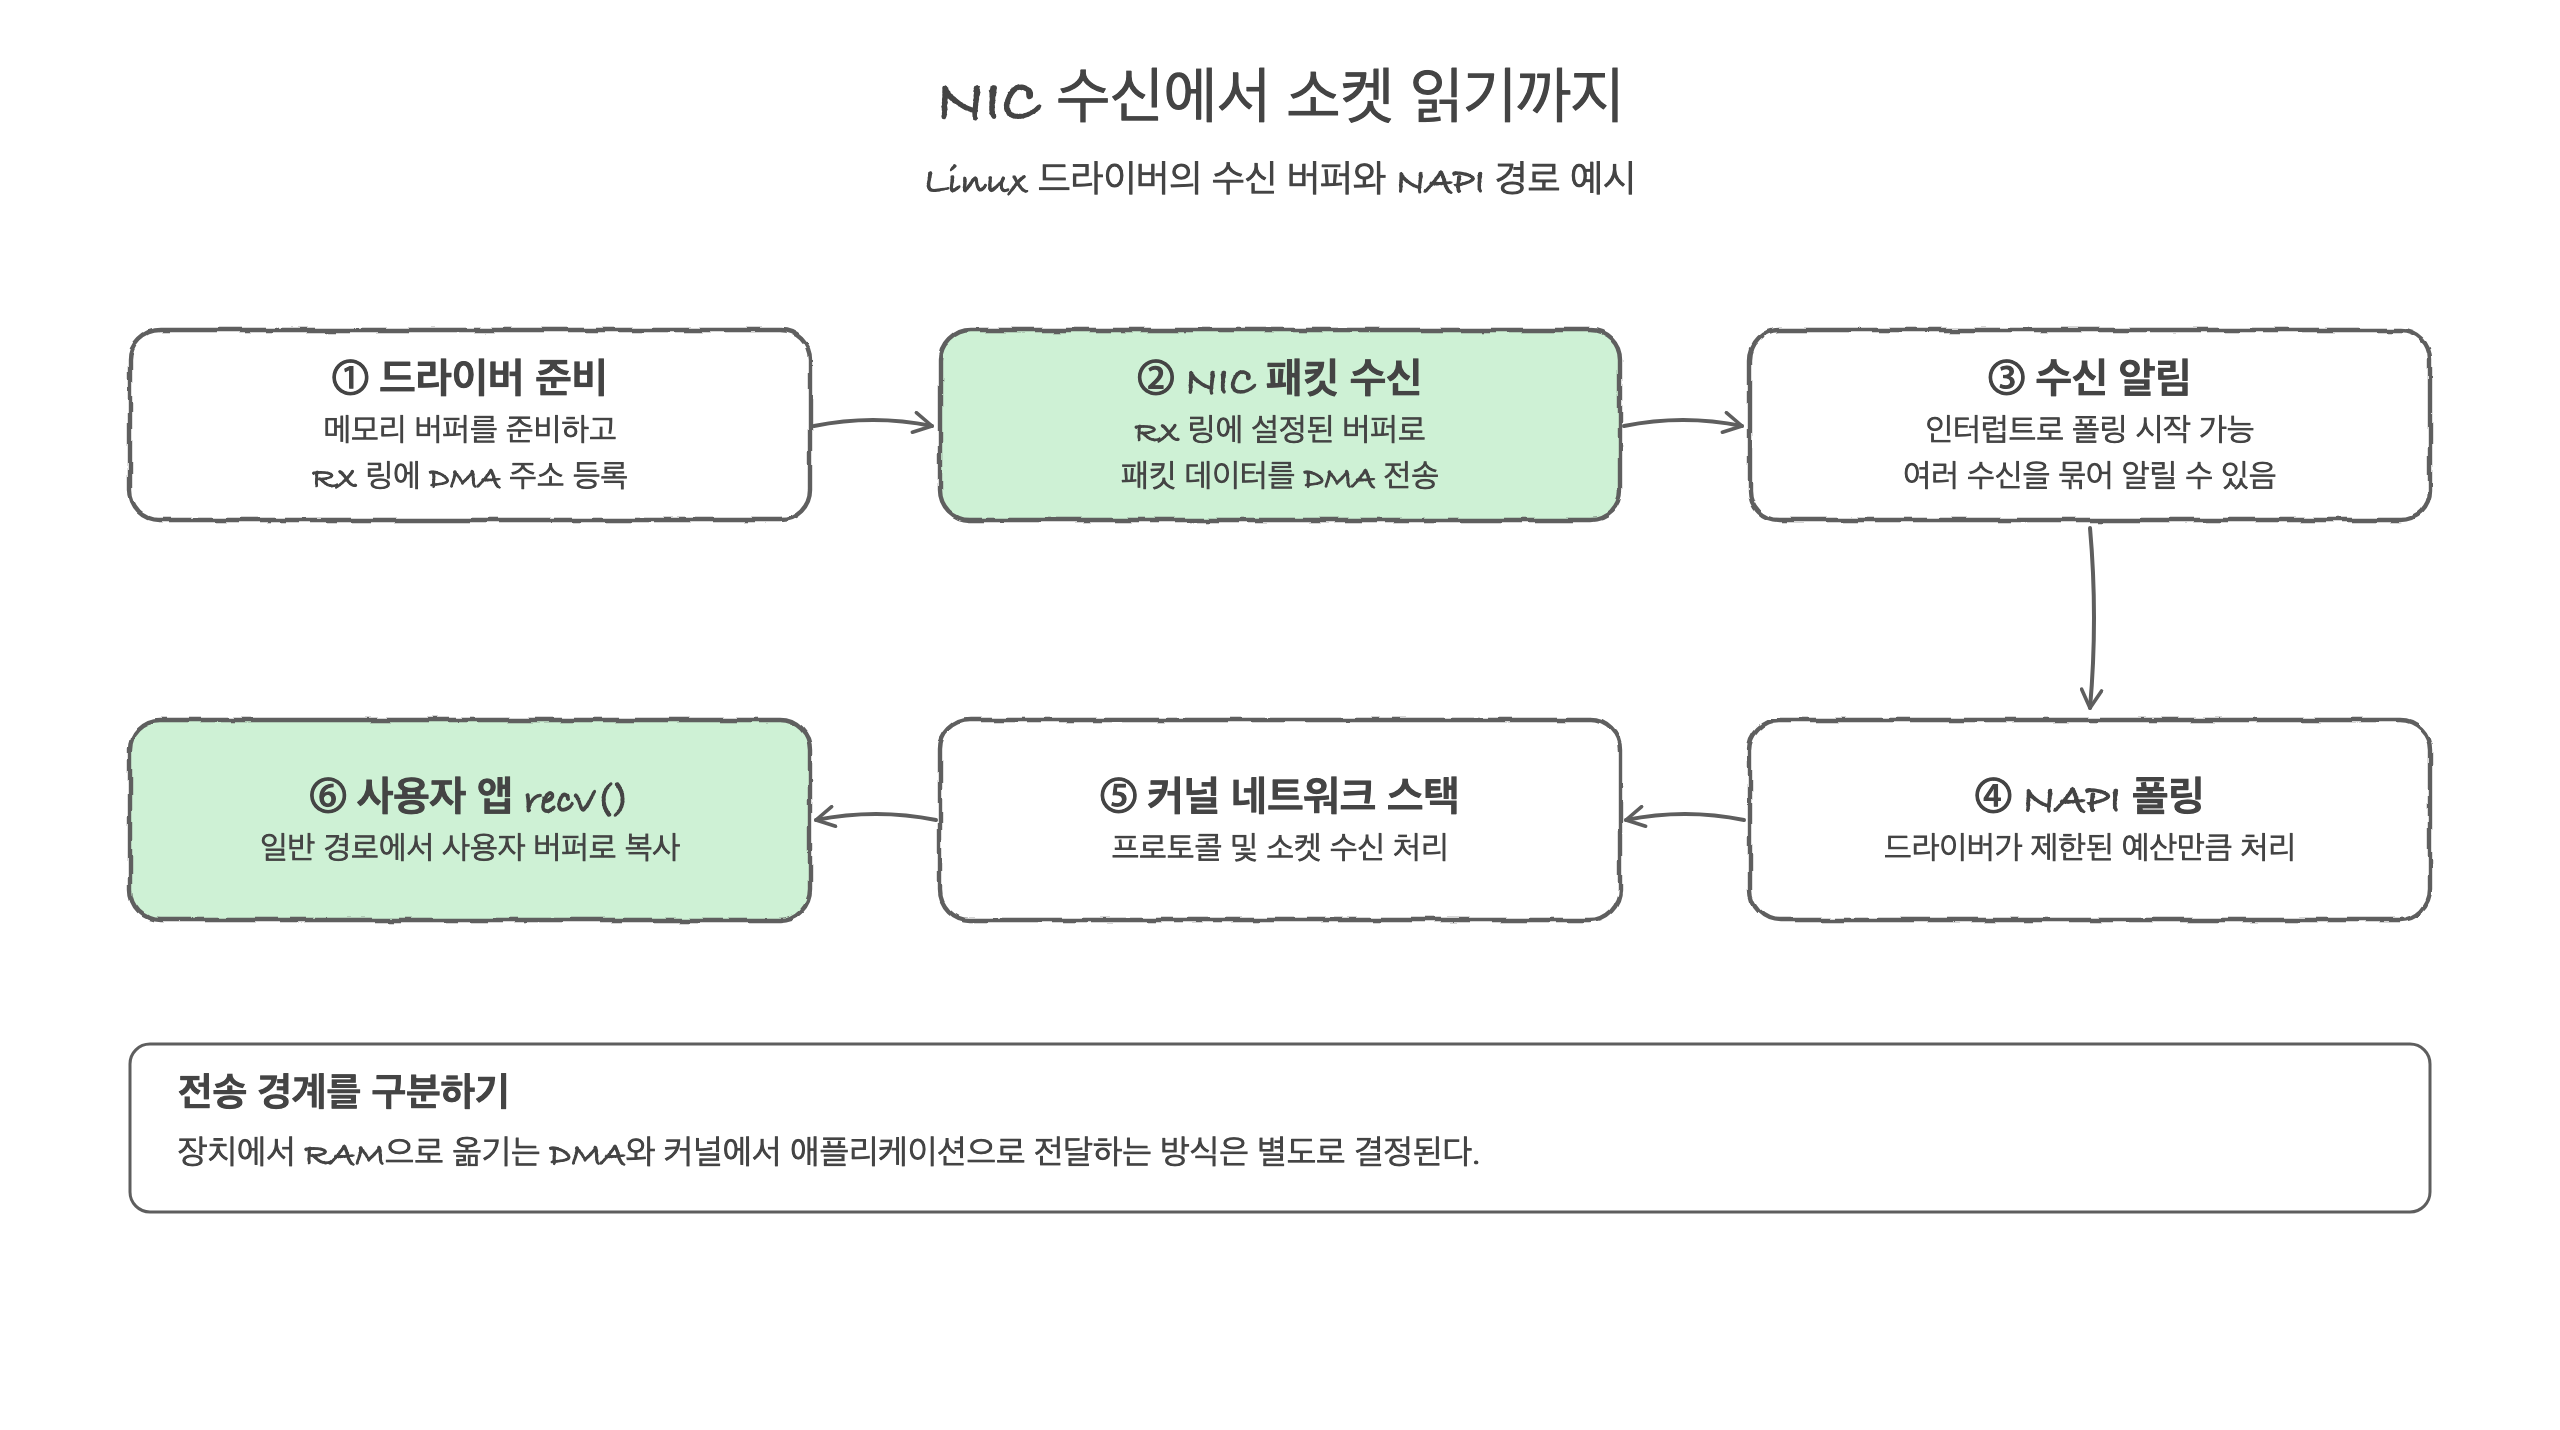 NIC 수신에서 소켓 읽기까지
Linux 드라이버의 수신 버퍼와 NAPI 경로 예시
① 드라이버 준비
메모리 버퍼를 준비하고
RX 링에 DMA 주소 등록
② NIC 패킷 수신
RX 링에 설정된 버퍼로
패킷 데이터를 DMA 전송
③ 수신 알림
인터럽트로 폴링 시작 가능
여러 수신을 묶어 알릴 수 있음
④ NAPI 폴링
드라이버가 제한된 예산만큼 처리
⑤ 커널 네트워크 스택
프로토콜 및 소켓 수신 처리
⑥ 사용자 앱 recv()
일반 경로에서 사용자 버퍼로 복사
전송 경계를 구분하기
장치에서 RAM으로 옮기는 DMA와 커널에서 애플리케이션으로 전달하는 방식은 별도로 결정된다.